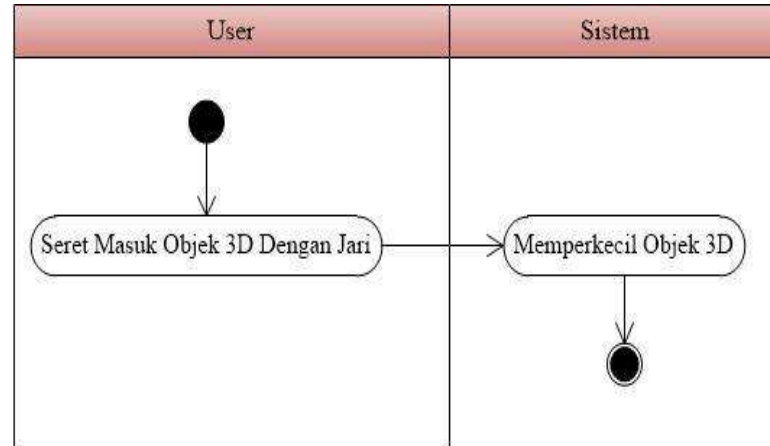 User
Sistem
Seret Masuk Objek 3D Dengan Jari
Memperkecil Objek 3D